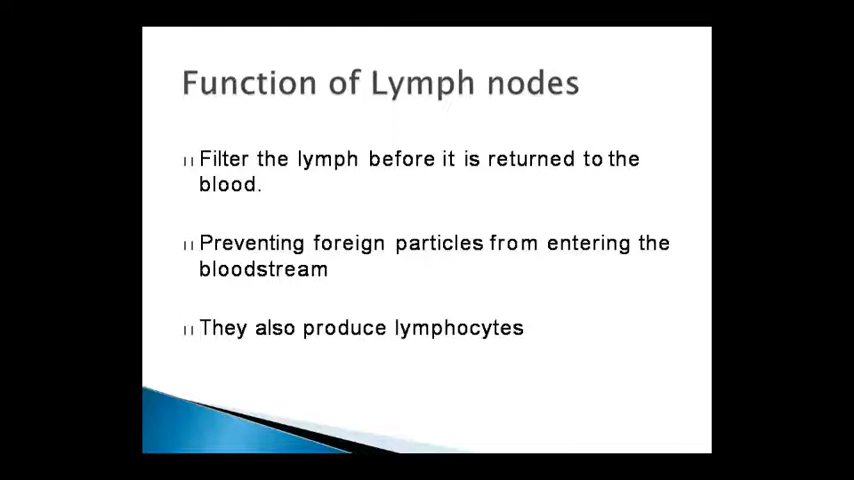 Function of Lymph nodes
Filter the lymph before it is returned to the
blood.
Preventing foreign particles from entering the
bloodstream
They also produce lymphocytes